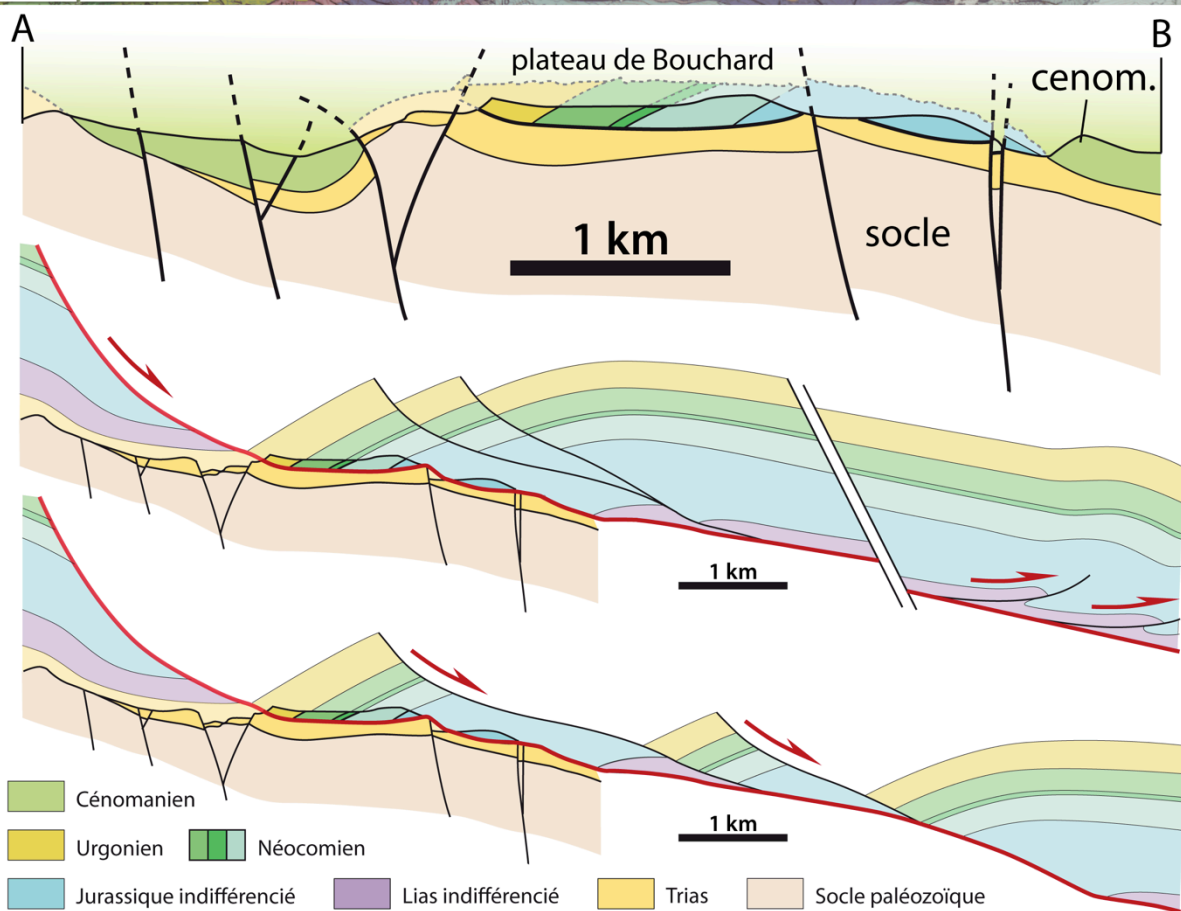 A
B
plateau de Bouchard
cenom.
1 km
socle
1 km
1 km
Cénomanien
Urgonien
Néocomien
Jurassique indifférencié
Lias indifférencié
Trias
Socle paléozoïque